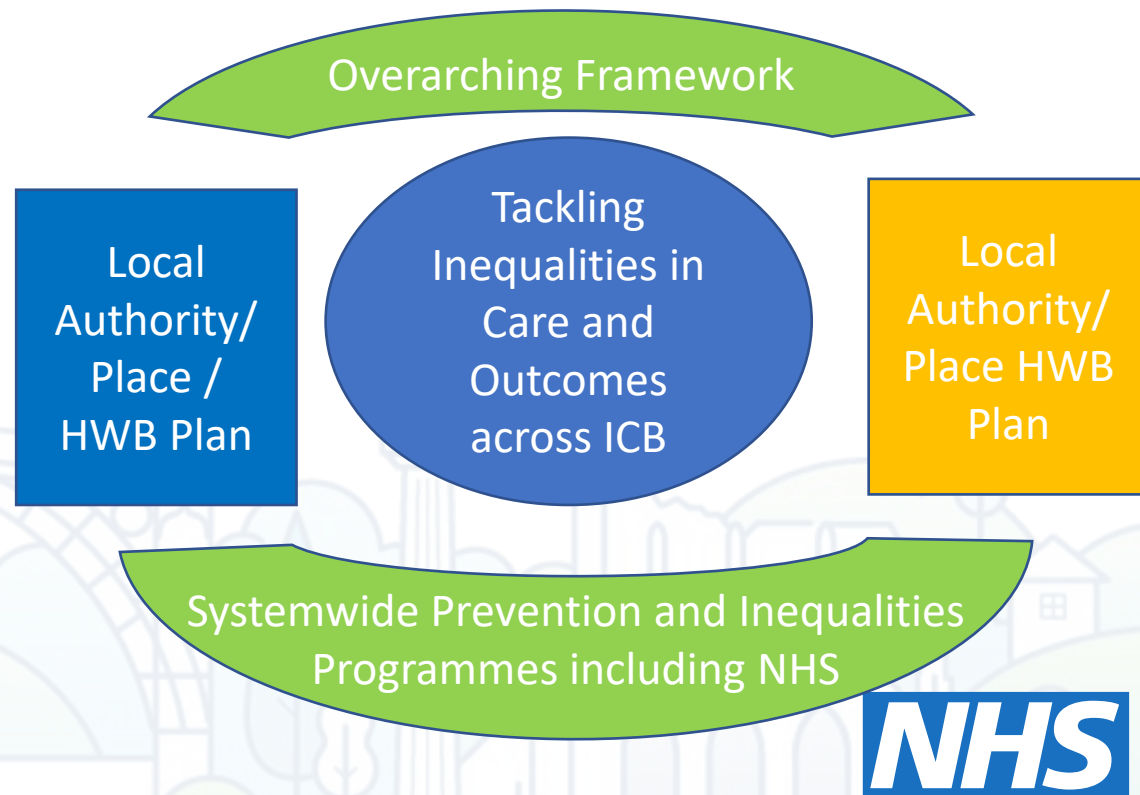 Overarching Framework
Local
Authority/
Place /
HWB Plan
Tackling
Inequalities in
Care and
Outcomes
across ICB
Local
Authority/
Place HWB
Plan
Systemwide Prevention and Inequalities
Programmes including NHS
NHS